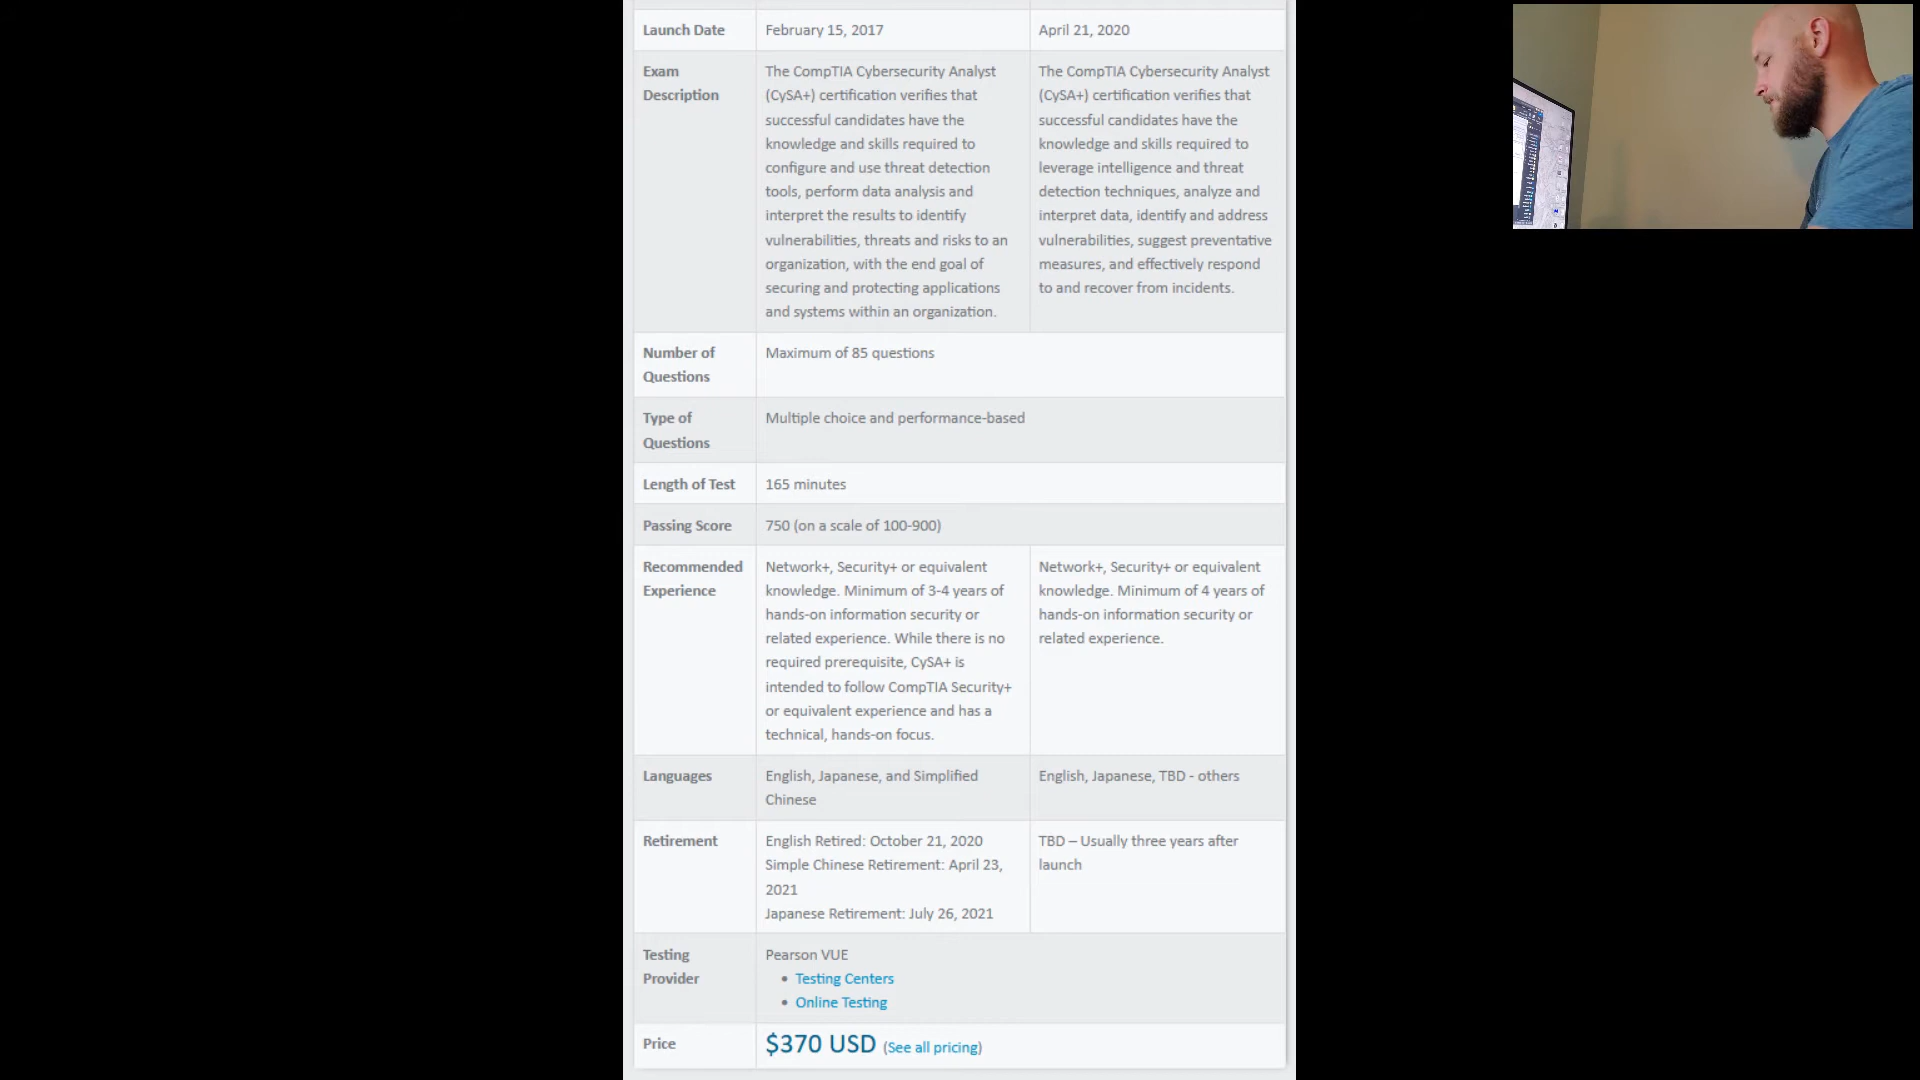 Launch Date
February 15, 2017
April 21, 2020
Exam
Description
The CompTIA Cybersecurity Analyst
(CySA+) certification verifies that
successful candidates have the
knowledge and skills required to
configure and use threat detection
tools, perform data analysis and
interpret the results to identify
vulnerabilities, threats and risks to an
organization, with the end goal of
securing and protecting applications
and systems within an organization.
The CompTIA Cybersecurity Analyst
(CySA+) certification verifies that
successful candidates have the
knowledge and skills required to
leverage intelligence and threat
detection techniques, analyze and
interpret data, identify and address
vulnerabilities, suggest preventative
measures, and effectively respond
to and recover from incidents.
Number of
Questions
Maximum of 85 questions
Type of
Questions
Multiple choice and performance-based
Length of Test
165 minutes
Passing Score
750 (on a scale of 100-900)
Recommended
Experience
Network+, Security+ or equivalent
knowledge. Minimum of 3-4 years of
hands-on information security or
related experience. While there is no
required prerequisite, CySA+ is
intended to follow CompTIA Security+
or equivalent experience and has a
technical, hands-on focus.
Network+, Security+ or equivalent
knowledge. Minimum of 4 years of
hands-on information security or
related experience.
Languages
English, Japanese, and Simplified
Chinese
English, Japanese, TBD - others
Retirement
English Retired: October 21, 2020
Simple Chinese Retirement: April 23,
2021
Japanese Retirement: July 26, 2021
TBD – Usually three years after
launch
Testing
Provider
Pearson VUE
• Testing Centers
• Online Testing
Price
$370 USD (See all pricing)